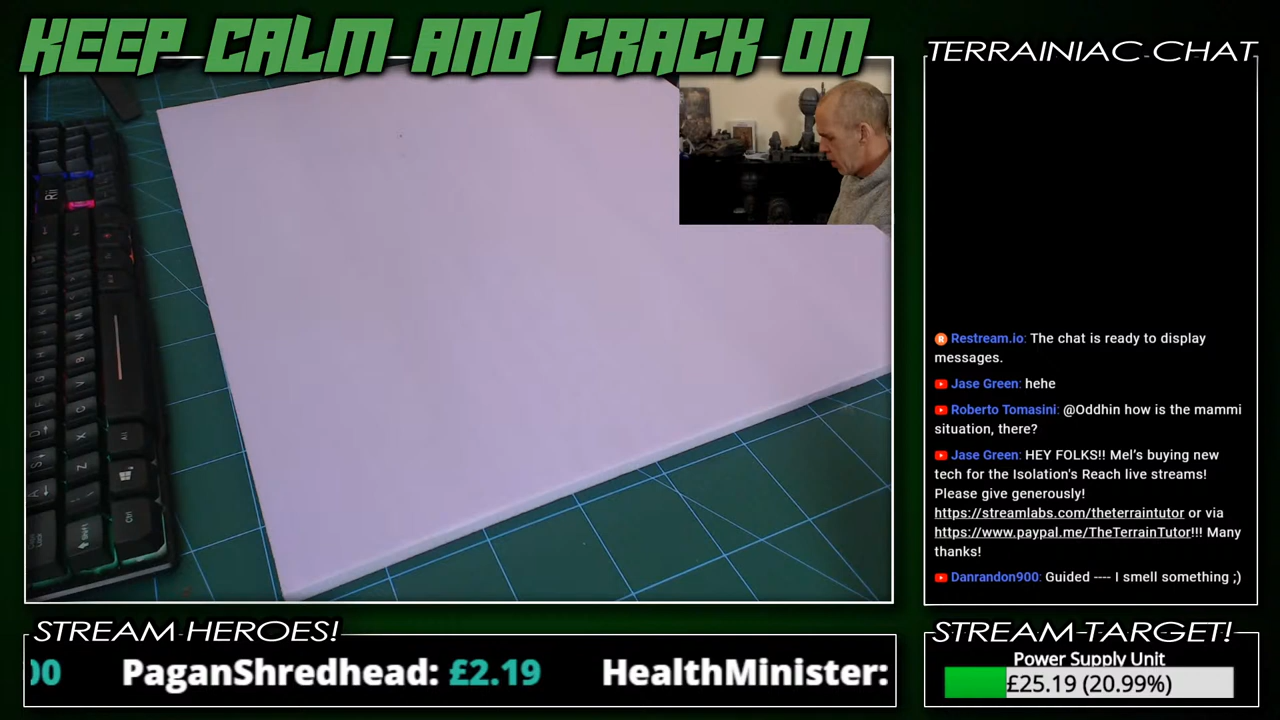 KEEP CALM AND CRACK ON
TERRAINIAC CHAT
Restream.io: The chat is ready to display
messages.
Jase Green: hehe
Roberto Tomasini: @Oddhin how is the mammi
situation, there?
Jase Green: HEY FOLKS!! Mel's buying new
tech for the Isolation's Reach live streams!
Please give generously!
https://streamlabs.com/theterraintutor or via
https://www.paypal.me/TheTerrainTutor!!! Many
thanks!
Danrandon900: Guided ---- I smell something ;)
STREAM HEROES!
00 PaganShredhead: £2.19 HealthMinister:
STREAM TARGET!
Power Supply Unit
£25.19 (20.99%)
Rii
Z
X
Ctrl
Alt